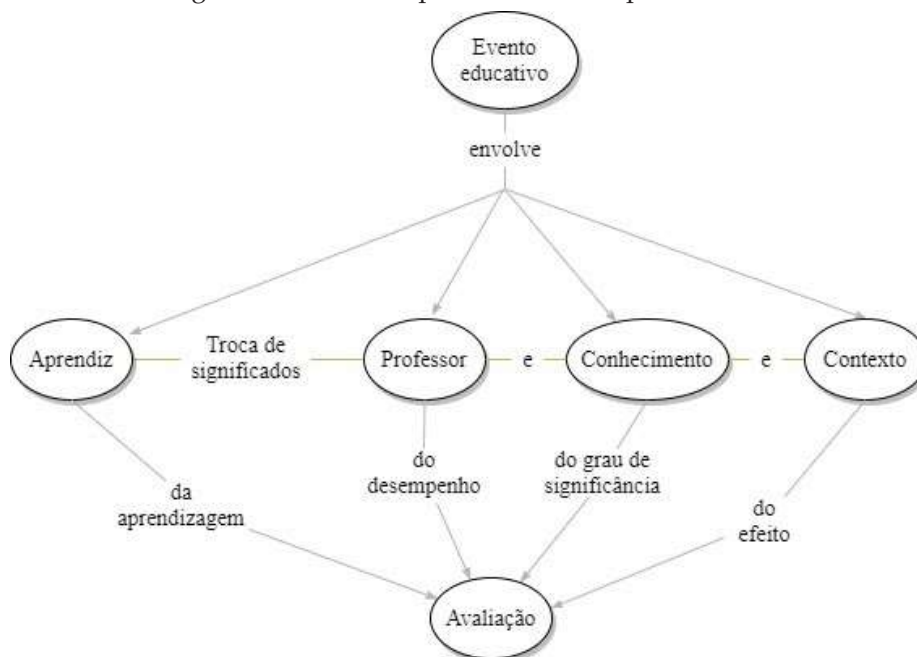 Evento
educativo
envolve
Aprendiz
Troca de
significados
Professor
e
Conhecimento
e
Contexto
da
aprendizagem
do
desempenho
do grau de
significância
do
efeito
Avaliação